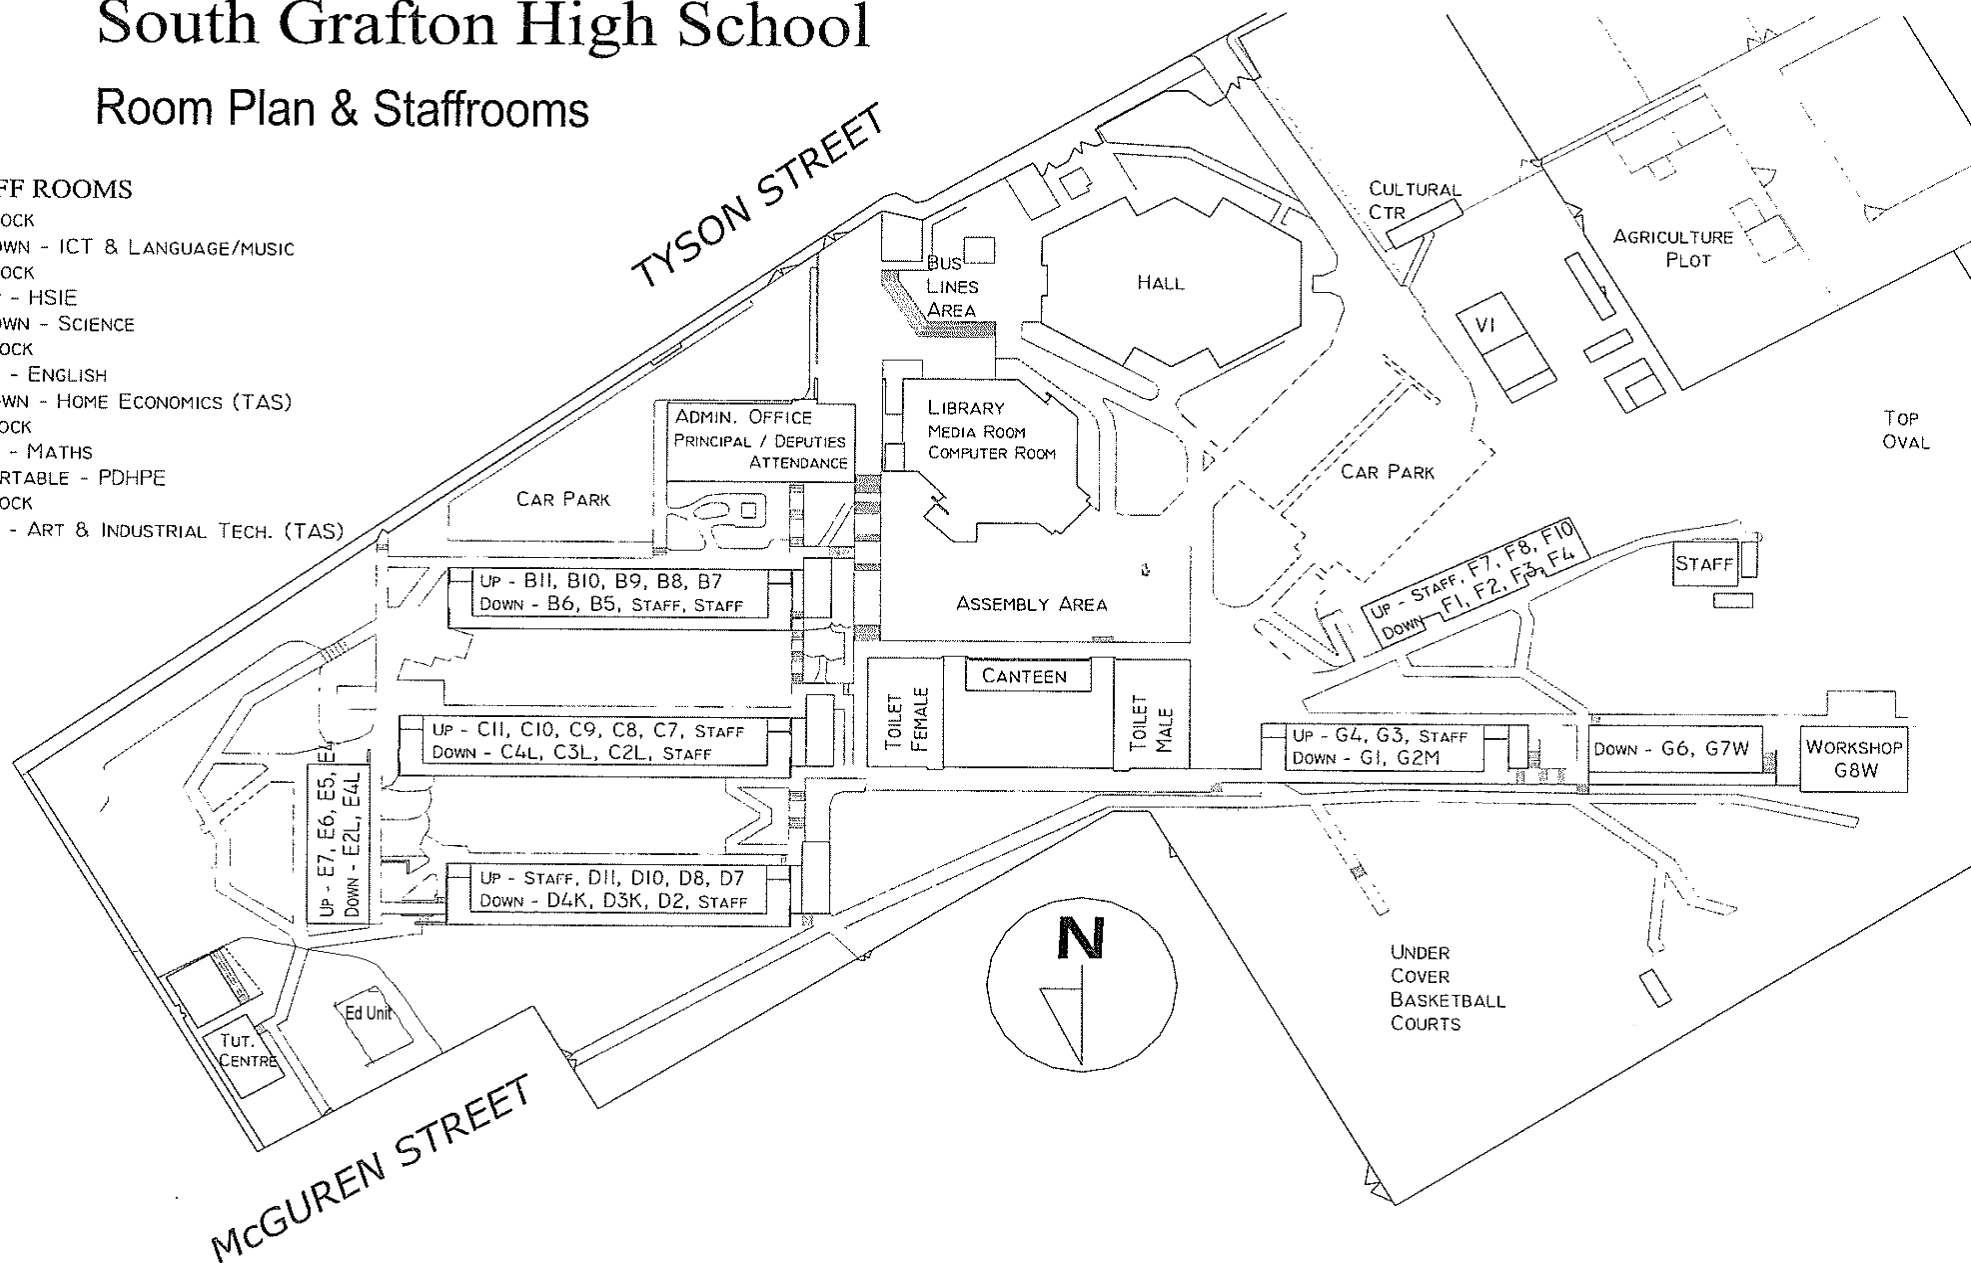 South Grafton High School
Room Plan & Staffrooms
FF ROOMS
OCK
OWN - ICT & LANGUAGE/MUSIC
OCK
- HSIE
OWN - SCIENCE
OCK
- ENGLISH
OWN - HOME ECONOMICS (TAS)
OCK
- MATHS
RTABLE - PDHPE
OCK
- ART & INDUSTRIAL TECH. (TAS)
TYSON STREET
BUS
LINES
AREA
HALL
CULTURAL
CTR
AGRICULTURE
PLOT
V1
TOP
OVAL
ADMIN. OFFICE
PRINCIPAL / DEPUTIES
ATTENDANCE
LIBRARY
MEDIA ROOM
COMPUTER ROOM
CAR PARK
CAR PARK
UP - B11, B10, B9, B8, B7
DOWN - B6, B5, STAFF, STAFF
ASSEMBLY AREA
UP - STAFF, F7, F8, F10
DOWN - F1, F2, F3, F4
STAFF
CANTEEN
TOILET
FEMALE
TOILET
MALE
UP - C11, C10, C9, C8, C7, STAFF
DOWN - C4L, C3L, C2L, STAFF
UP - G4, G3, STAFF
DOWN - G1, G2M
DOWN - G6, G7W
WORKSHOP
G8W
UP - E7, E6, E5, E4
DOWN - E2L, E4L
UP - STAFF, D11, D10, D8, D7
DOWN - D4K, D3K, D2, STAFF
N
UNDER
COVER
BASKETBALL
COURTS
Ed Unit
TUT.
CENTRE
McGUREN STREET